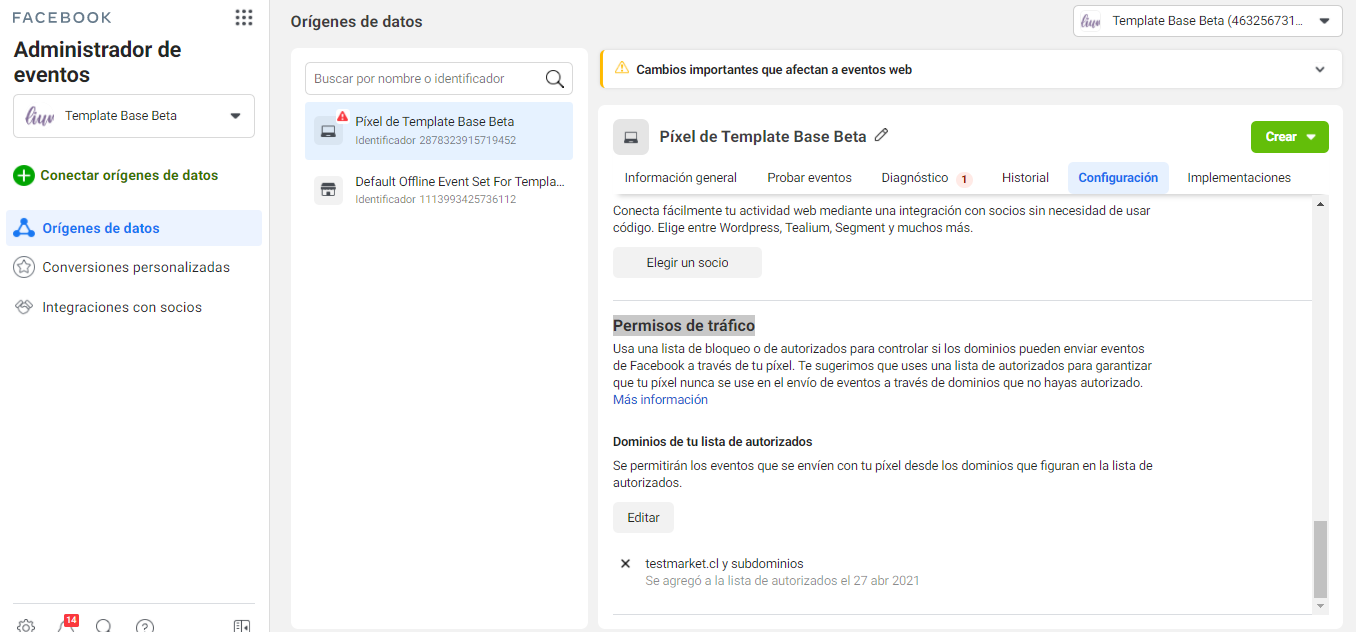 FACEBOOK
Administrador de
eventos
liuv
Template Base Beta
Conectar orígenes de datos
Orígenes de datos
Conversiones personalizadas
Integraciones con socios
14
Orígenes de datos
liuv
Template Base Beta (463256731...
Buscar por nombre o identificador
Píxel de Template Base Beta
Identificador 2878323915719452
Default Offline Event Set For Templa...
Identificador 1113993425736112
Cambios importantes que afectan a eventos web
Píxel de Template Base Beta
Crear
Información general
Probar eventos
Diagnóstico 1
Historial
Configuración
Implementaciones
Conecta fácilmente tu actividad web mediante una integración con socios sin necesidad de usar
código. Elige entre Wordpress, Tealium, Segment y muchos más.
Elegir un socio
Permisos de tráfico
Usa una lista de bloqueo o de autorizados para controlar si los dominios pueden enviar eventos
de Facebook a través de tu píxel. Te sugerimos que uses una lista de autorizados para garantizar
que tu píxel nunca se use en el envío de eventos a través de dominios que no hayas autorizado.
Más información
Dominios de tu lista de autorizados
Se permitirán los eventos que se envíen con tu píxel desde los dominios que figuran en la lista de
autorizados.
Editar
testmarket.cl y subdominios
Se agregó a la lista de autorizados el 27 abr 2021